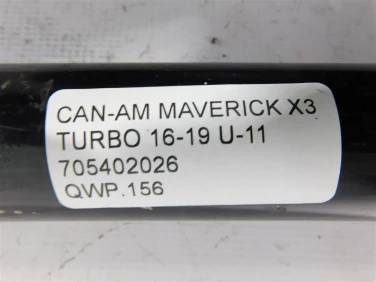 CAN-AM MAVERICK X3
TURBO 16-19 U-11
705402026
QWP.156